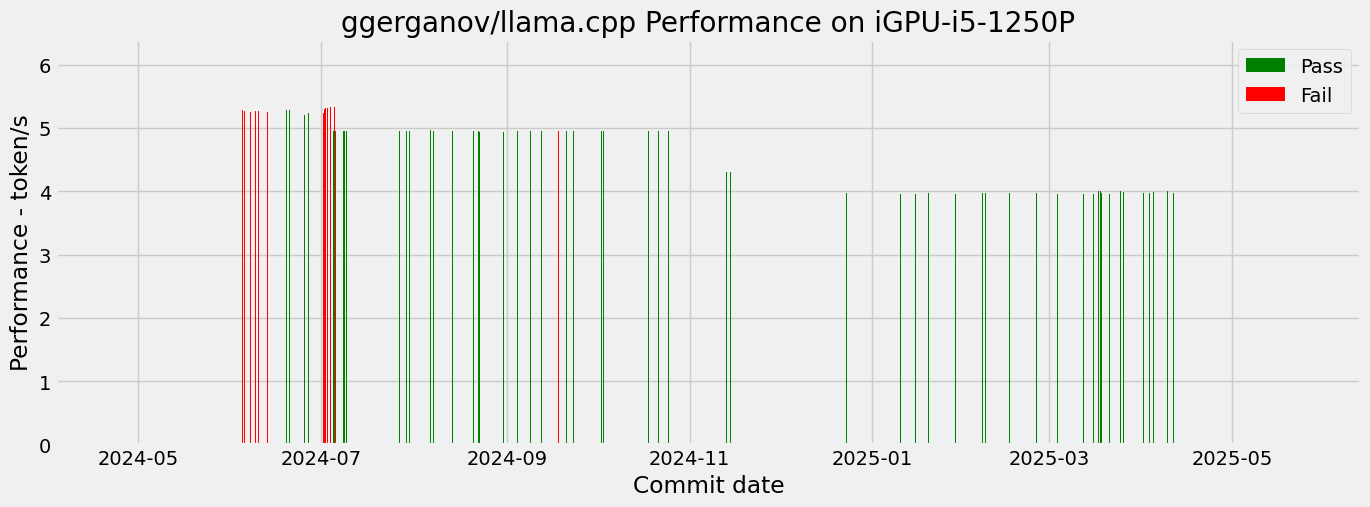 ggerganov/llama.cpp Performance on iGPU-i5-1250P
Pass
Fail
Performance - token/s
6
5
4
3
2
1
0
2024-05 2024-07 2024-09 2024-11 2025-01 2025-03 2025-05
Commit date